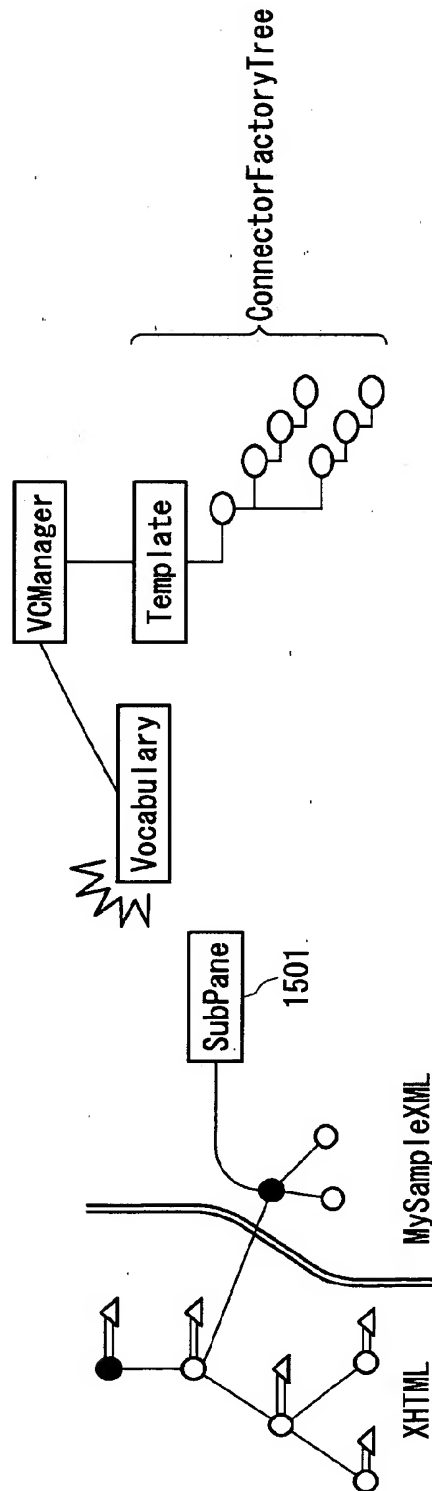 VCManager
Vocabulary
Template
ConnectorFactoryTree
SubPane
1501
XHTML
MySampleXML